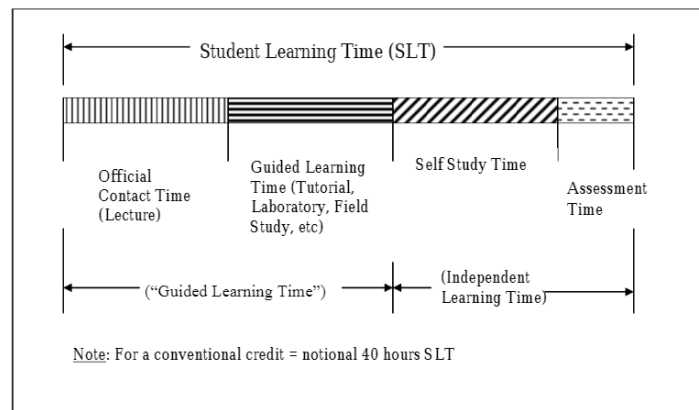 Student Learning Time (SLT)
Official
Contact Time
(Lecture)
Guided Learning
Time (Tutorial,
Laboratory, Field
Study, etc)
Self Study Time
Assessment
Time
(“Guided Learning Time”)
(Independent
Learning Time)
Note: For a conventional credit = notional 40 hours SLT